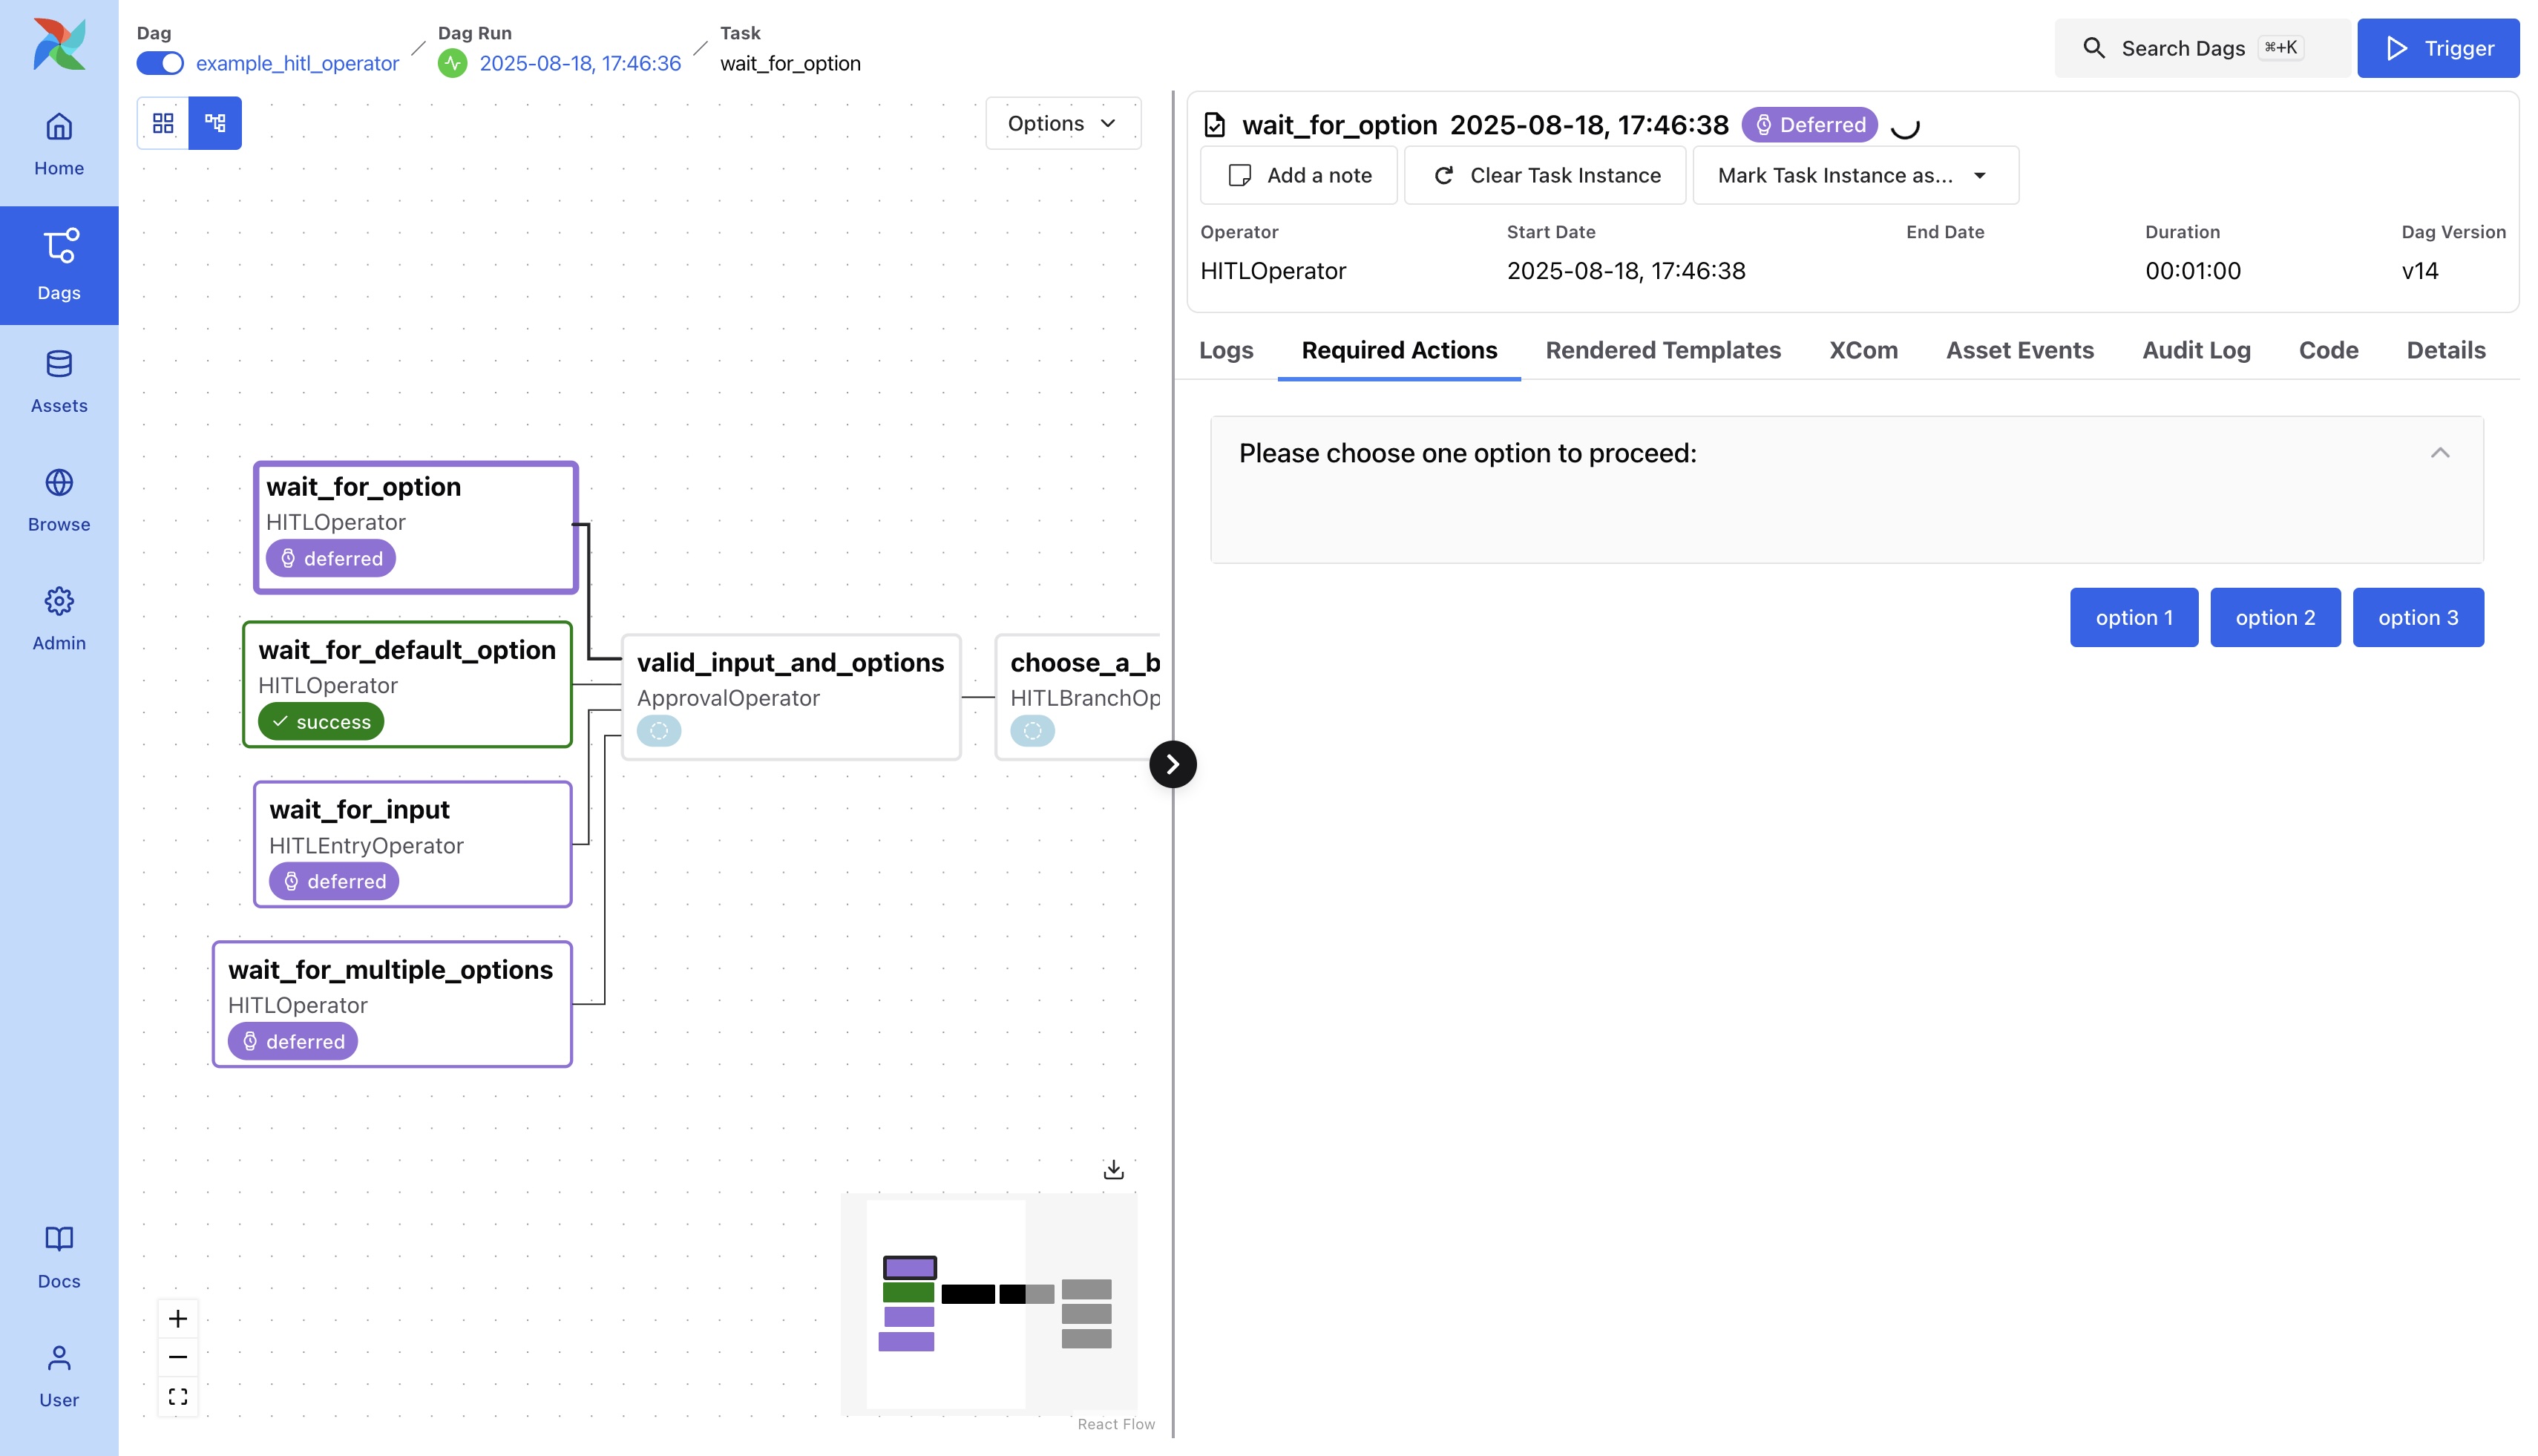 Dag
example_hitl_operator
Dag Run
2025-08-18, 17:46:36
Task
wait_for_option
Search Dags ⌘+K
Trigger
Home
Dags
Assets
Browse
Admin
Docs
User
Options
wait_for_option
HITLOperator
deferred
wait_for_default_option
HITLOperator
success
wait_for_input
HITLEntryOperator
deferred
wait_for_multiple_options
HITLOperator
deferred
valid_input_and_options
ApprovalOperator
choose_a_b
HITLBranchOp
React Flow
wait_for_option 2025-08-18, 17:46:38 Deferred
Add a note
Clear Task Instance
Mark Task Instance as...
Operator Start Date End Date Duration Dag Version
HITLOperator 2025-08-18, 17:46:38 00:01:00 v14
Logs Required Actions Rendered Templates XCom Asset Events Audit Log Code Details
Please choose one option to proceed:
option 1 option 2 option 3